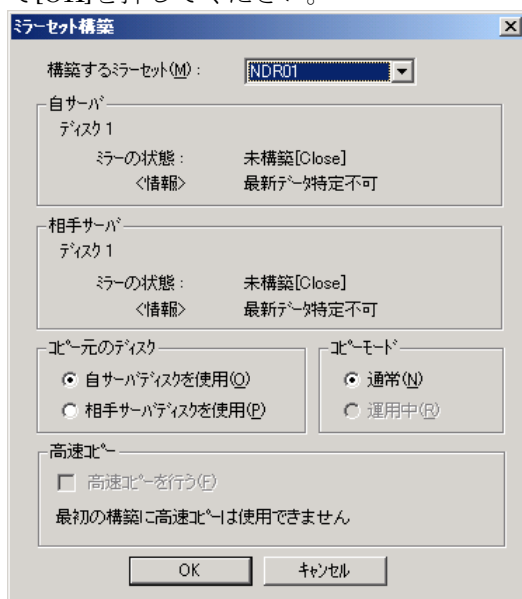 て[OK]を押してください。
ﾐﾗｰｾｯﾄ構築
構築するﾐﾗｰｾｯﾄ(M)： NDR01
自サーバ
ﾃﾞｨｽｸ 1
ﾐﾗｰの状態： 未構築[Close]
<情報> 最新ﾃﾞｰﾀ特定不可
相手サーバ
ﾃﾞｨｽｸ 1
ﾐﾗｰの状態： 未構築[Close]
<情報> 最新ﾃﾞｰﾀ特定不可
ｺﾋﾟｰ元のﾃﾞｨｽｸ
自サーバﾃﾞｨｽｸを使用(O)
相手サーバﾃﾞｨｽｸを使用(P)
ｺﾋﾟｰﾓｰﾄﾞ
通常(N)
運用中(R)
高速ｺﾋﾟｰ
高速ｺﾋﾟｰを行う(F)
最初の構築に高速ｺﾋﾟｰは使用できません
OK ｷｬﾝｾﾙ